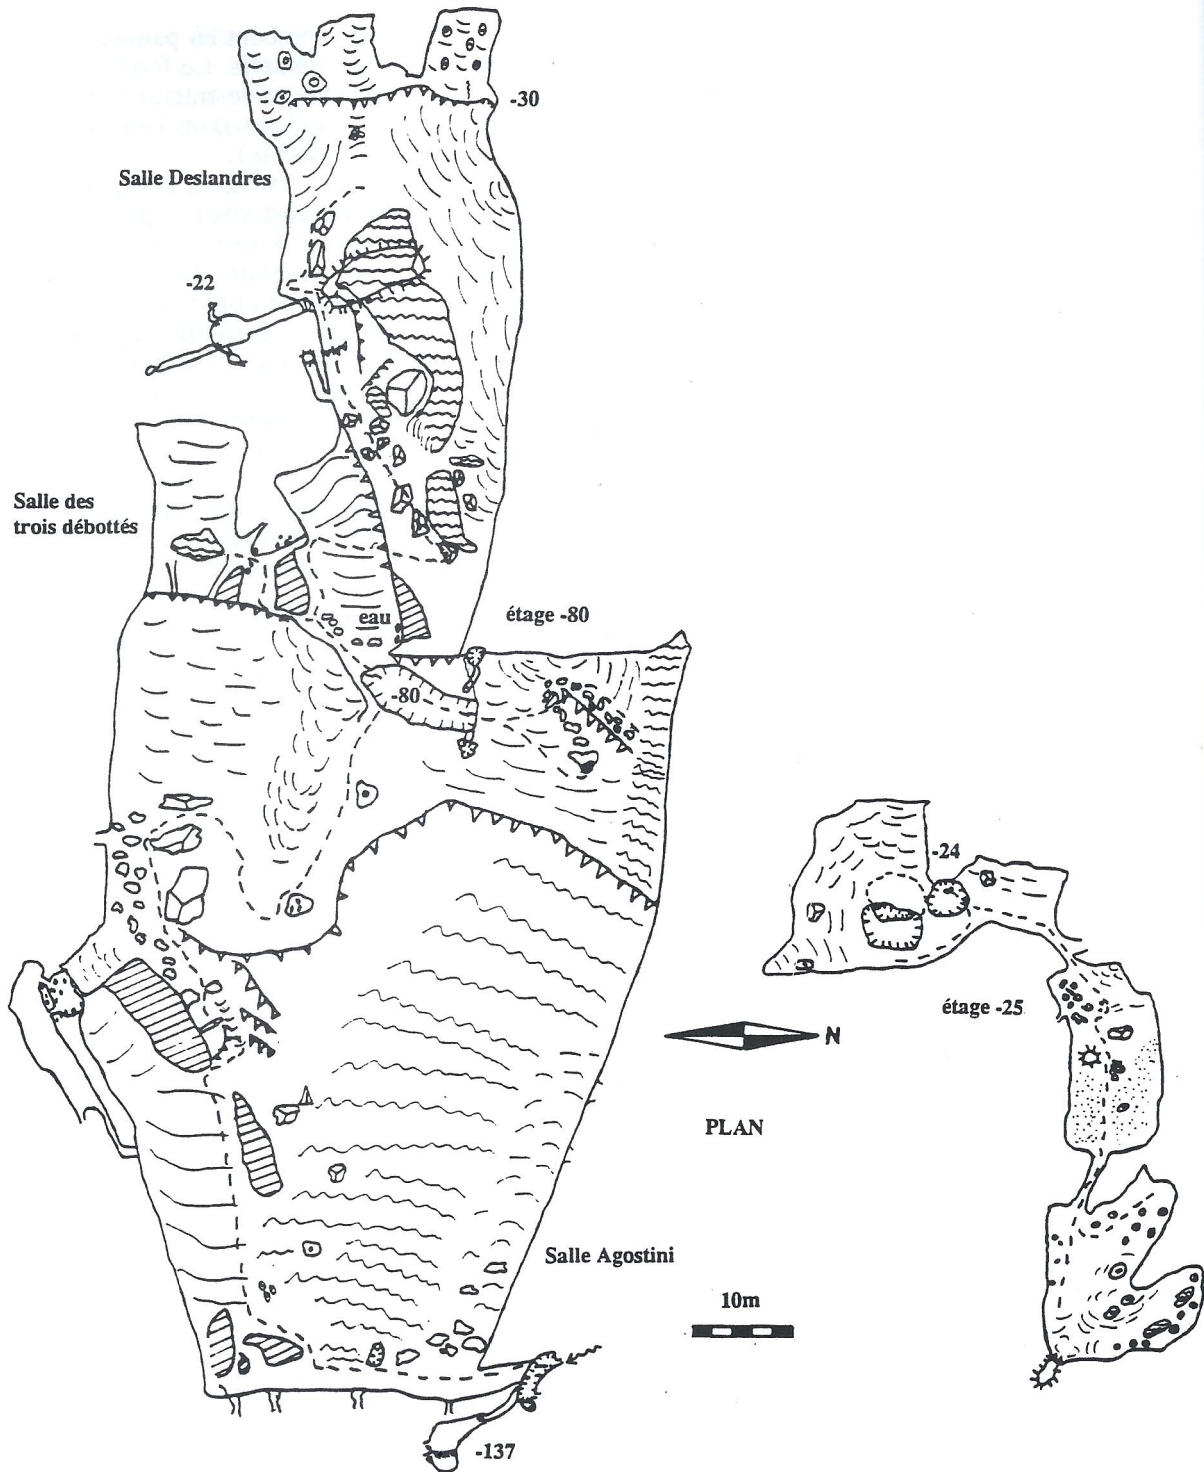 -30
Salle Deslandres
-22
Salle des
trois débottés
eau
étage -80
-80
-24
étage -25
N
PLAN
Salle Agostini
10m
-137